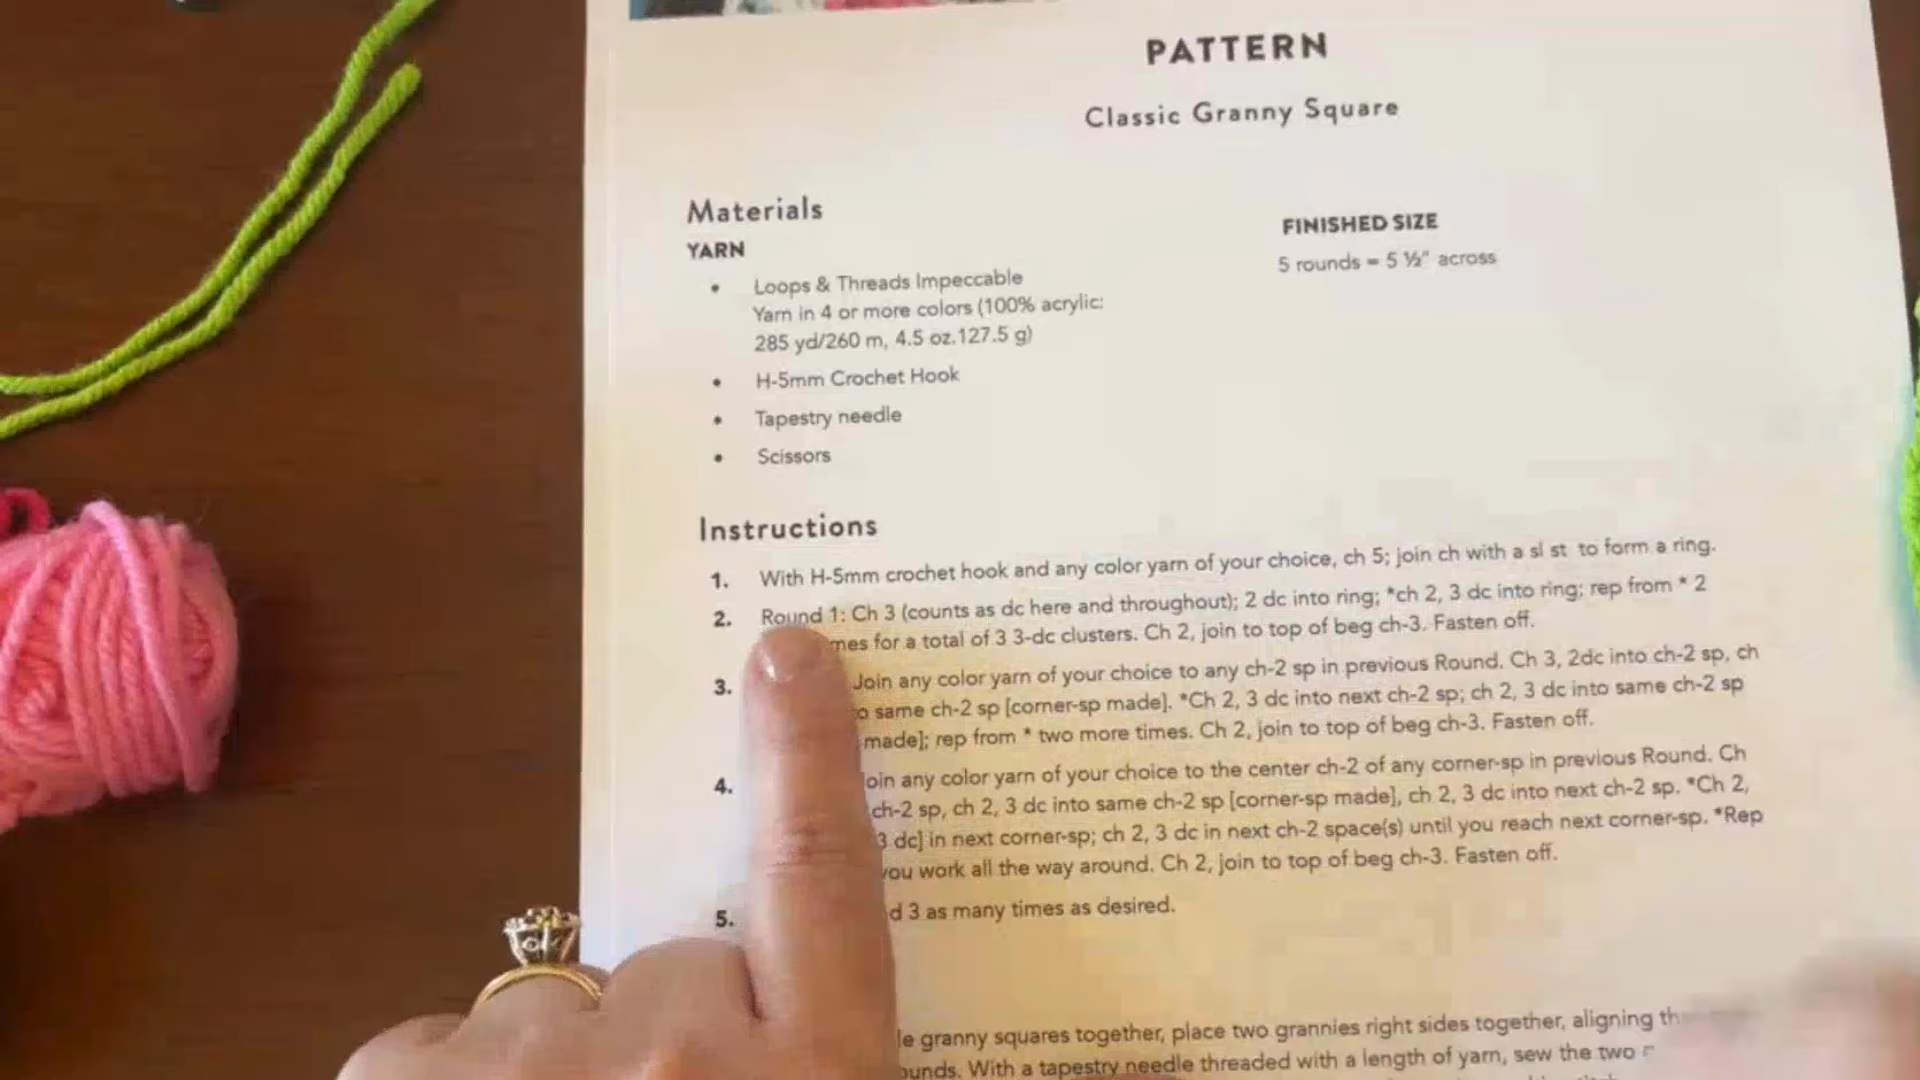 PATTERN
Classic Granny Square
Materials
YARN
• Loops & Threads Impeccable
Yarn in 4 or more colors (100% acrylic:
285 yd/260 m, 4.5 oz.127.5 g)
• H-5mm Crochet Hook
• Tapestry needle
• Scissors
FINISHED SIZE
5 rounds = 5 ½" across
Instructions
1. With H-5mm crochet hook and any color yarn of your choice, ch 5; join ch with a sl st to form a ring.
2. Round 1: Ch 3 (counts as dc here and throughout); 2 dc into ring; *ch 2, 3 dc into ring; rep from * 2
for a total of 3 3-dc clusters. Ch 2, join to top of beg ch-3. Fasten off.
3. Join any color yarn of your choice to any ch-2 sp in previous Round. Ch 3, 2dc into ch-2 sp, ch
same ch-2 sp [corner-sp made]. *Ch 2, 3 dc into next ch-2 sp; ch 2, 3 dc into same ch-2 sp
made]; rep from * two more times. Ch 2, join to top of beg ch-3. Fasten off.
4. any color yarn of your choice to the center ch-2 of any corner-sp in previous Round. Ch
ch-2 sp, ch 2, 3 dc into same ch-2 sp [corner-sp made], ch 2, 3 dc into next ch-2 sp. *Ch 2,
3 dc] in next corner-sp; ch 2, 3 dc in next ch-2 space(s) until you reach next corner-sp. *Rep
you work all the way around. Ch 2, join to top of beg ch-3. Fasten off.
5. 3 as many times as desired.
granny squares together, place two grannies right sides together, aligning
With a tapestry needle threaded with a length of yarn, sew the two